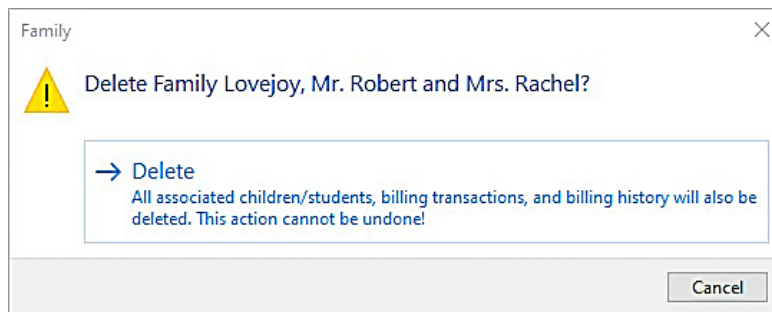 Family
Delete Family Lovejoy, Mr. Robert and Mrs. Rachel?
Delete
All associated children/students, billing transactions, and billing history will also be
deleted. This action cannot be undone!
Cancel